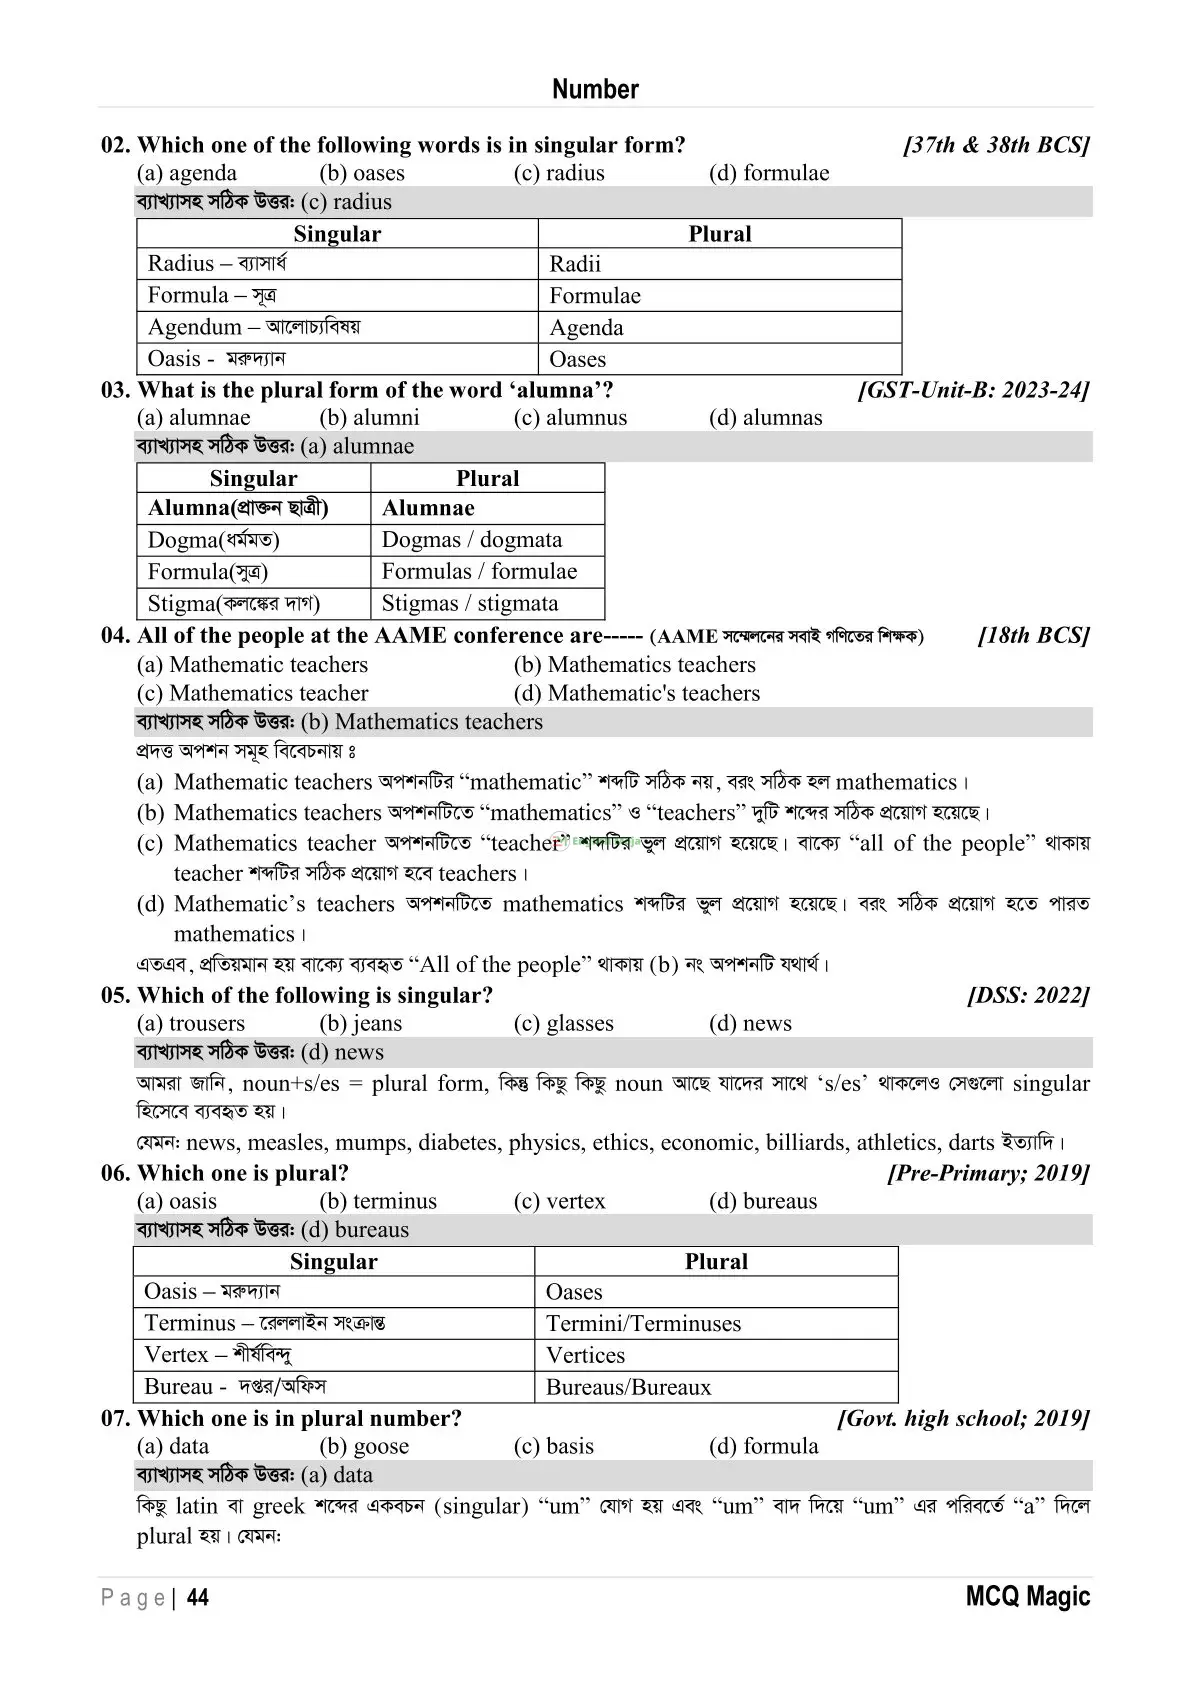 Number
02. Which one of the following words is in singular form? [37th & 38th BCS]
(a) agenda (b) oases (c) radius (d) formulae
ব্যাখ্যাসহ সঠিক উত্তর: (c) radius
Singular Plural
Radius – ব্যাসার্ধ Radii
Formula – সূত্র Formulae
Agendum – আলোচ্যবিষয় Agenda
Oasis - মরুদ্যান Oases
03. What is the plural form of the word ‘alumna’? [GST-Unit-B: 2023-24]
(a) alumnae (b) alumni (c) alumnus (d) alumnas
ব্যাখ্যাসহ সঠিক উত্তর: (a) alumnae
Singular Plural
Alumna(প্রাক্তন ছাত্রী) Alumnae
Dogma(ধর্মমত) Dogmas / dogmata
Formula(সুত্র) Formulas / formulae
Stigma(কলঙ্কের দাগ) Stigmas / stigmata
04. All of the people at the AAME conference are----- (AAME সম্মেলনের সবাই গণিতের শিক্ষক) [18th BCS]
(a) Mathematic teachers (b) Mathematics teachers
(c) Mathematics teacher (d) Mathematic's teachers
ব্যাখ্যাসহ সঠিক উত্তর: (b) Mathematics teachers
প্রদত্ত অপশন সমূহ বিবেচনায় ঃ
(a) Mathematic teachers অপশনটির “mathematic” শব্দটি সঠিক নয়, বরং সঠিক হল mathematics।
(b) Mathematics teachers অপশনটিতে “mathematics” ও “teachers” দুটি শব্দের সঠিক প্রয়োগ হয়েছে।
(c) Mathematics teacher অপশনটিতে “teacher” শব্দটির ভুল প্রয়োগ হয়েছে। বাক্যে “all of the people” থাকায়
teacher শব্দটির সঠিক প্রয়োগ হবে teachers।
(d) Mathematic’s teachers অপশনটিতে mathematics শব্দটির ভুল প্রয়োগ হয়েছে। বরং সঠিক প্রয়োগ হতে পারত
mathematics।
এতএব, প্রতিয়মান হয় বাক্যে ব্যবহৃত “All of the people” থাকায় (b) নং অপশনটি যথার্থ।
05. Which of the following is singular? [DSS: 2022]
(a) trousers (b) jeans (c) glasses (d) news
ব্যাখ্যাসহ সঠিক উত্তর: (d) news
আমরা জানি, noun+s/es = plural form, কিন্তু কিছু কিছু noun আছে যাদের সাথে ‘s/es’ থাকলেও সেগুলো singular
হিসেবে ব্যবহৃত হয়।
যেমন: news, measles, mumps, diabetes, physics, ethics, economic, billiards, athletics, darts ইত্যাদি।
06. Which one is plural? [Pre-Primary; 2019]
(a) oasis (b) terminus (c) vertex (d) bureaus
ব্যাখ্যাসহ সঠিক উত্তর: (d) bureaus
Singular Plural
Oasis – মরুদ্যান Oases
Terminus – রেললাইন সংক্রান্ত Termini/Terminuses
Vertex – শীর্ষবিন্দু Vertices
Bureau - দপ্তর/অফিস Bureaus/Bureaux
07. Which one is in plural number? [Govt. high school; 2019]
(a) data (b) goose (c) basis (d) formula
ব্যাখ্যাসহ সঠিক উত্তর: (a) data
কিছু latin বা greek শব্দের একবচন (singular) “um” যোগ হয় এবং “um” বাদ দিয়ে “um” এর পরিবর্তে “a” দিলে
plural হয়। যেমন:
Page| 44 MCQ Magic